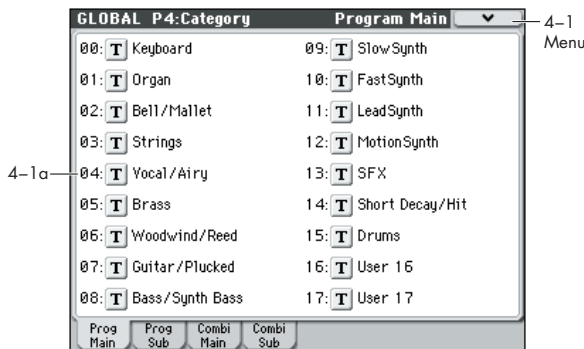 GLOBAL P4:Category Program Main
4–1
Menu
00: T Keyboard
01: T Organ
02: T Bell/Mallet
03: T Strings
4–1a
04: T Vocal/Airy
05: T Brass
06: T Woodwind/Reed
07: T Guitar/Plucked
08: T Bass/Synth Bass
09: T SlowSynth
10: T FastSynth
11: T LeadSynth
12: T MotionSynth
13: T SFX
14: T Short Decay/Hit
15: T Drums
16: T User 16
17: T User 17
Prog Main
Prog Sub
Combi Main
Combi Sub